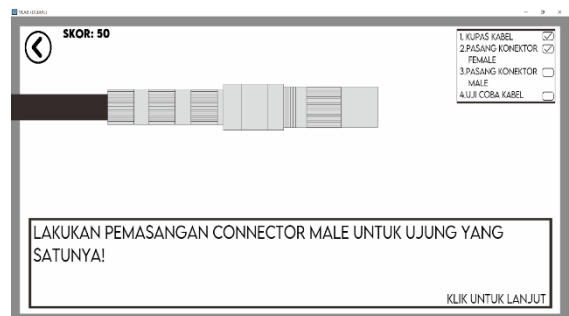 SKOR: 50
1. KUPAS KABEL
2.PASANG KONEKTOR
FEMALE
3.PASANG KONEKTOR
MALE
4.UJI COBA KABEL
LAKUKAN PEMASANGAN CONNECTOR MALE UNTUK UJUNG YANG
SATUNYA!
KLIK UNTUK LANJUT